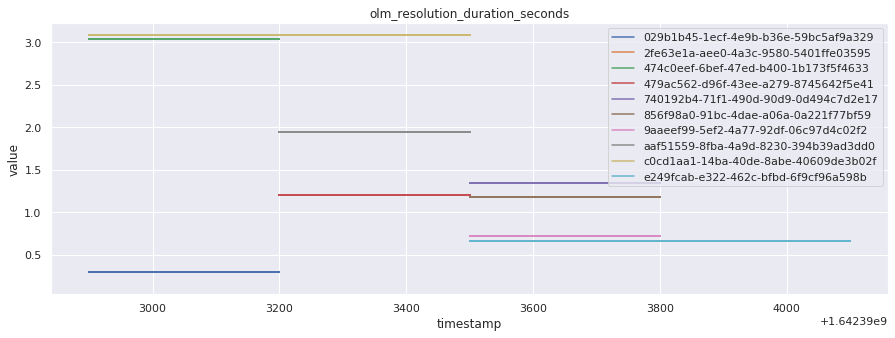 olm_resolution_duration_seconds
029b1b45-1ecf-4e9b-b36e-59bc5af9a329
2fe63e1a-aee0-4a3c-9580-5401ffe03595
474c0eef-6bef-47ed-b400-1b173f5f4633
479ac562-d96f-43ee-a279-8745642f5e41
740192b4-71f1-490d-90d9-0d494c7d2e17
856f98a0-91bc-4dae-a06a-0a221f77bf59
9aaeef99-5ef2-4a77-92df-06c97d4c02f2
aaf51559-8fba-4a9d-8230-394b39ad3dd0
c0cd1aa1-14ba-40de-8abe-40609de3b02f
e249fcab-e322-462c-bfbd-6f9cf96a598b
3.0
2.5
2.0
1.5
1.0
0.5
value
3000 3200 3400 3600 3800 4000
+1.64239e9
timestamp